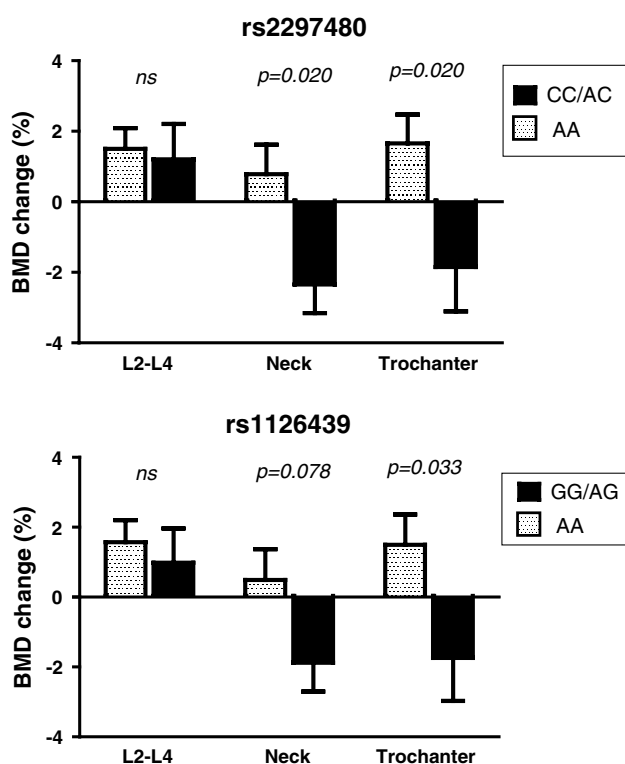 rs2297480
ns
p=0.020
p=0.020
CC/AC
AA
BMD change (%)
4
2
0
-2
-4
L2-L4
Neck
Trochanter
rs1126439
ns
p=0.078
p=0.033
GG/AG
AA
BMD change (%)
4
2
0
-2
-4
L2-L4
Neck
Trochanter